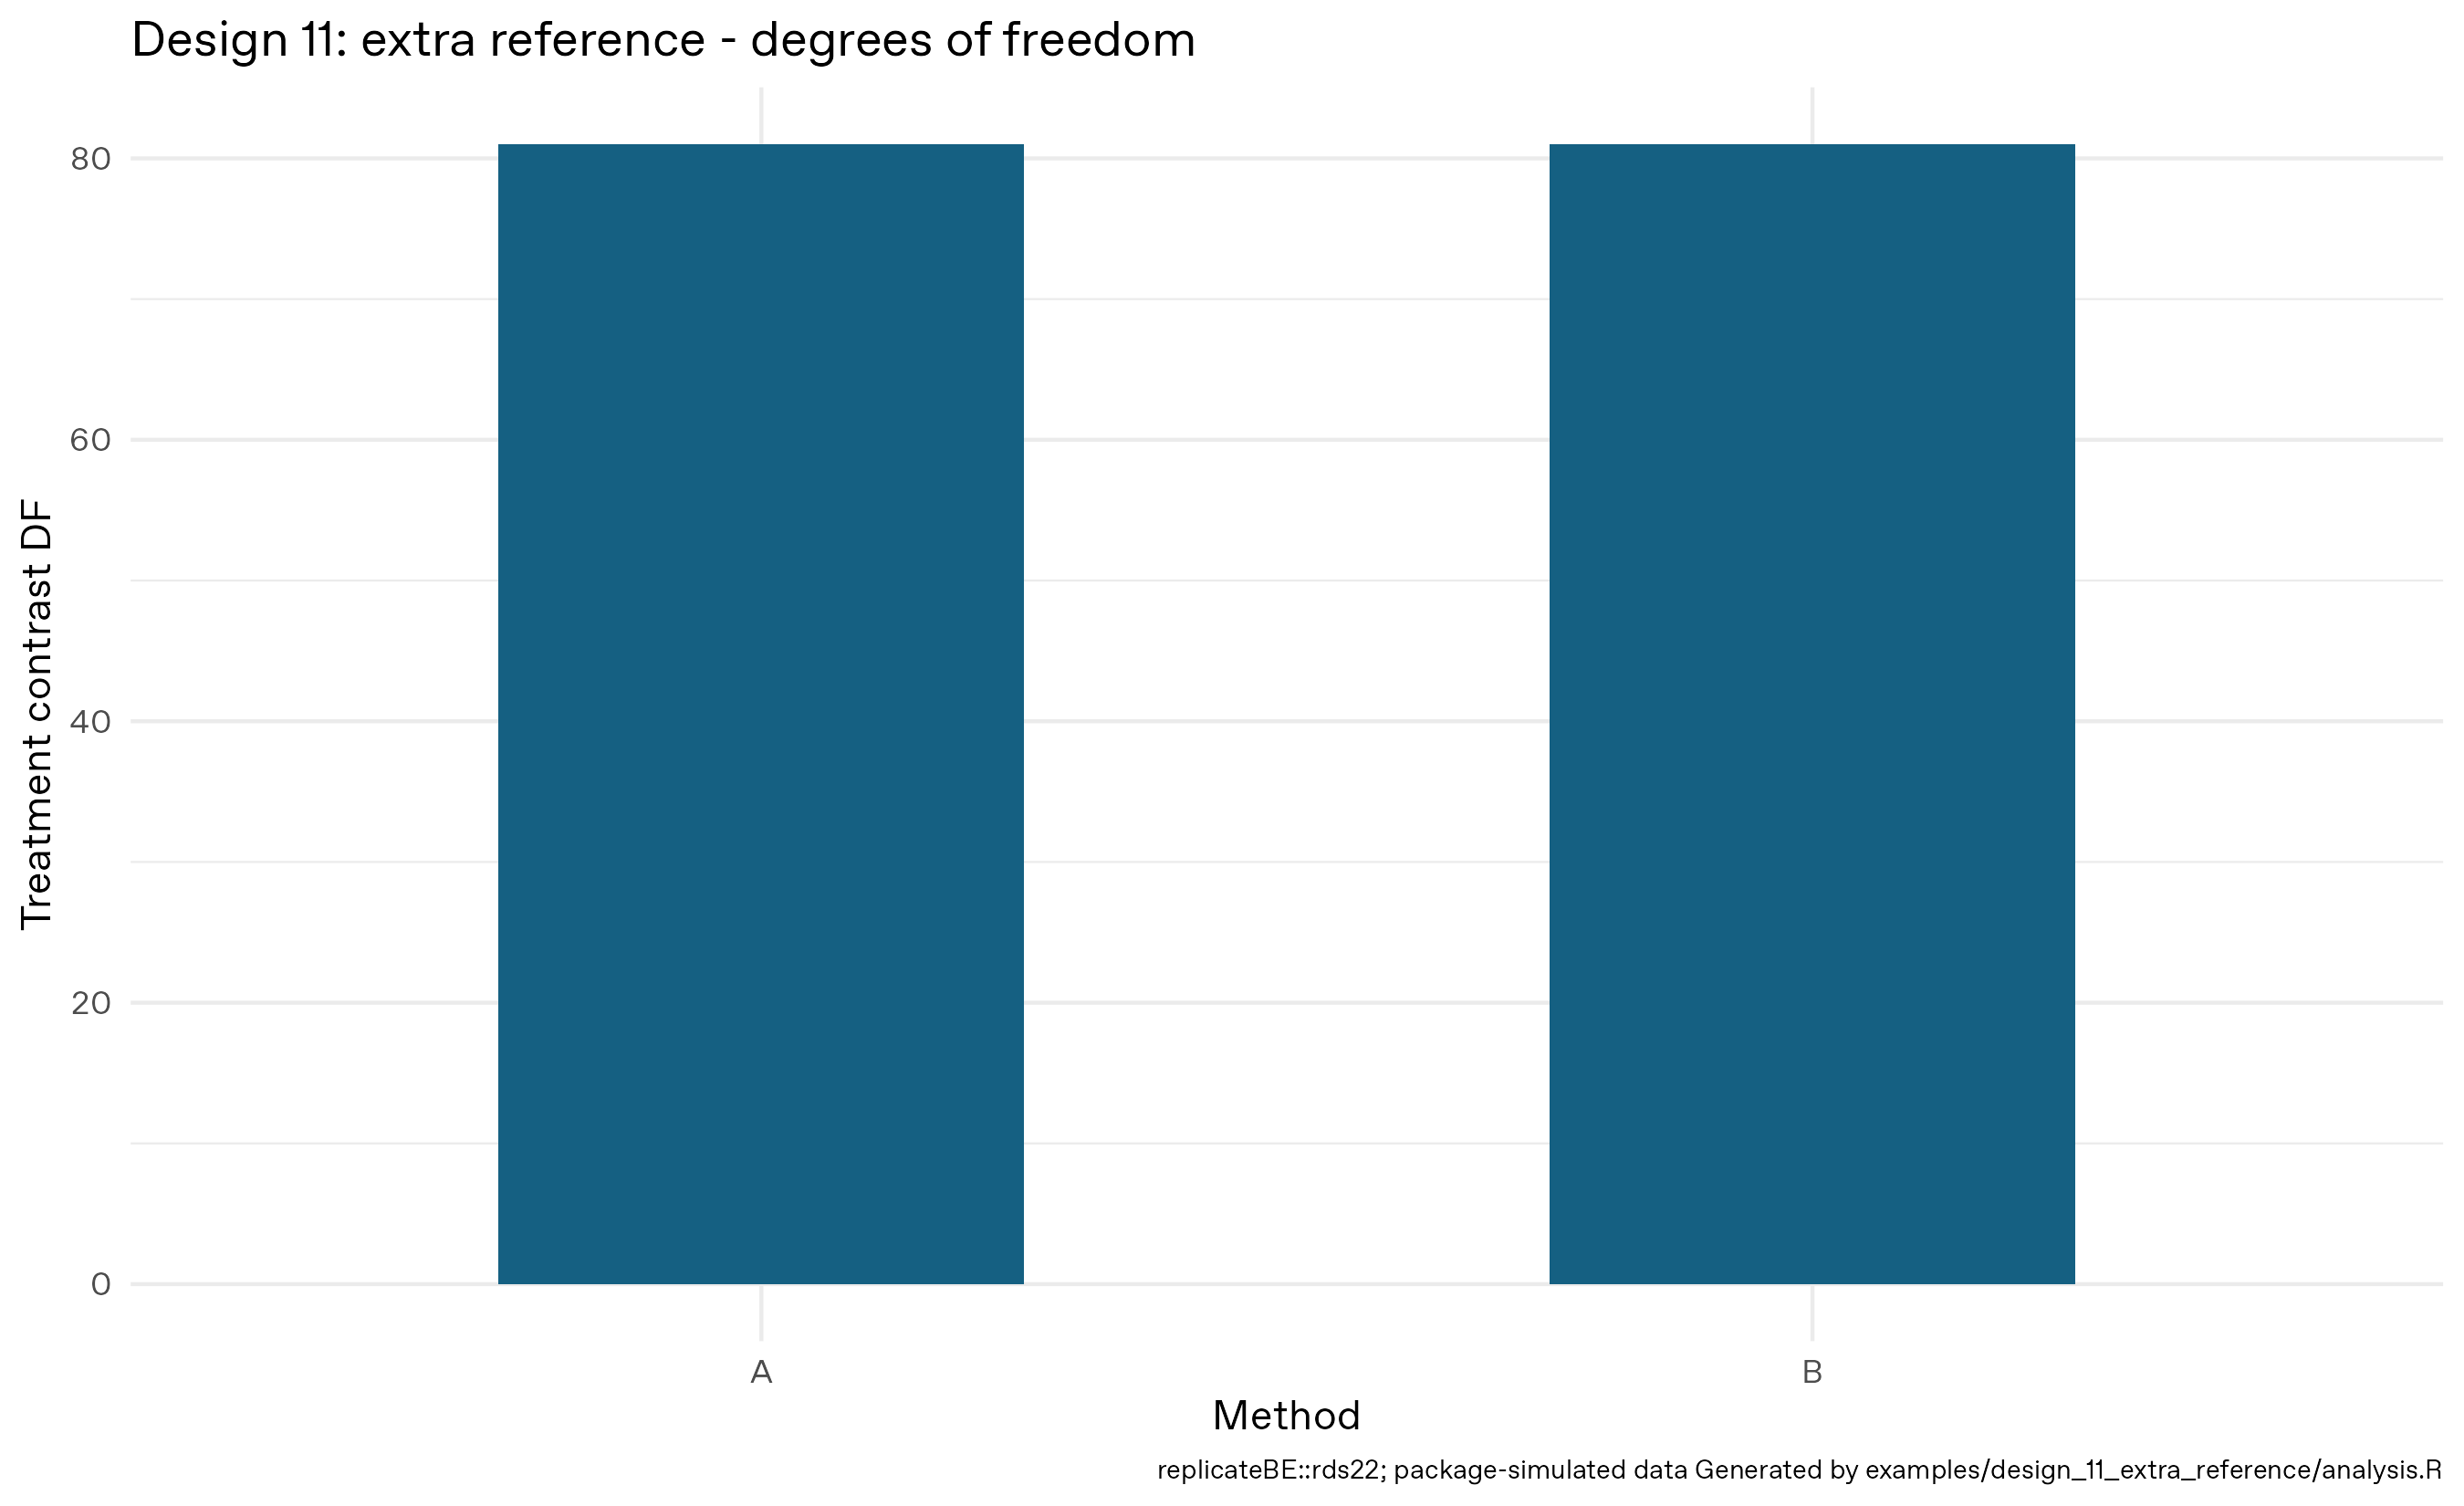 Design 11: extra reference - degrees of freedom
Treatment contrast DF
80
60
40
20
0
A
B
Method
replicateBE::rds22; package-simulated data Generated by examples/design_11_extra_reference/analysis.R